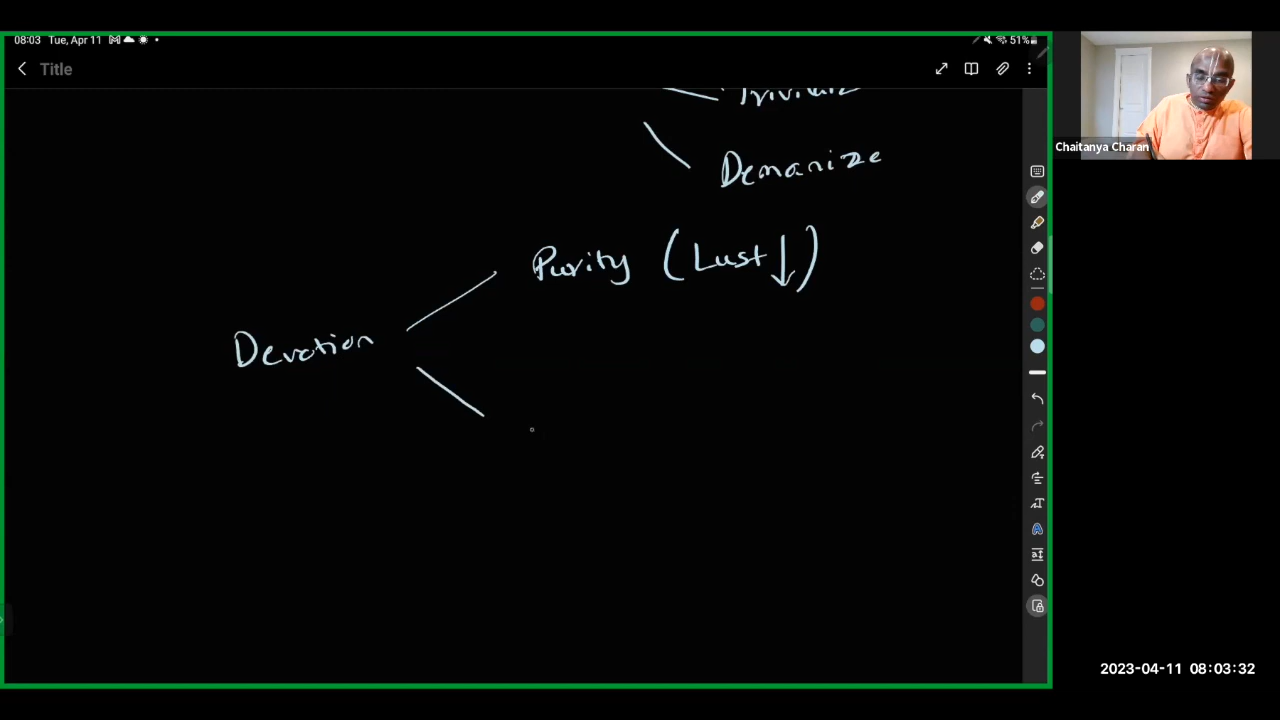 08:03 Tue, Apr 11
51%
Title
Demanize
Purity (Lust ↓)
Devotion
Chaitanya Charan
2023-04-11 08:03:32